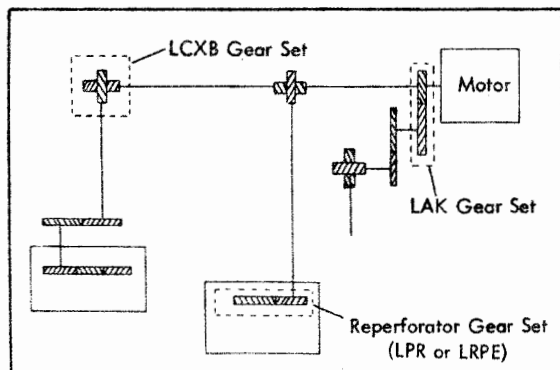 LCXB Gear Set
Motor
LAK Gear Set
Reperforator Gear Set
(LPR or LRPE)